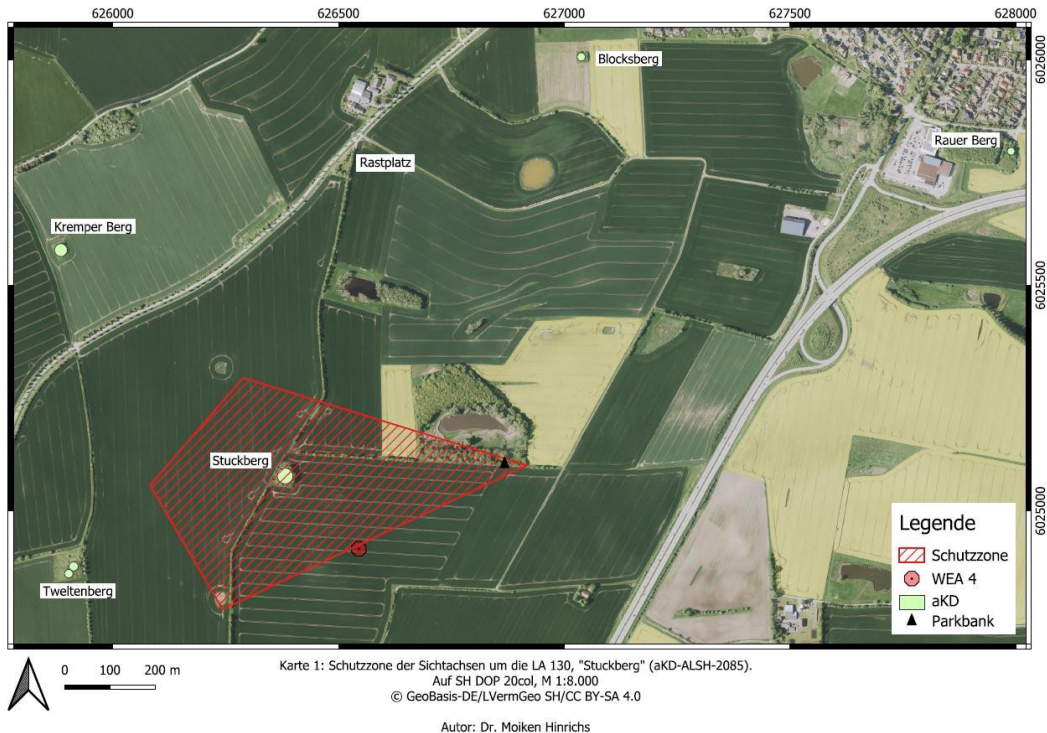 626000 626500 627000 627500 628000
6026000
Blocksberg
Rauer Berg
Rastplatz
Kremper Berg
6025500
Stuckberg
6025000
Legende
Schutzzone
WEA 4
aKD
Parkbank
Tweltenberg
0 100 200 m
Karte 1: Schutzzone der Sichtachsen um die LA 130, "Stuckberg" (aKD-ALSH-2085).
Auf SH DOP 20col, M 1:8.000
© GeoBasis-DE/LVermGeo SH/CC BY-SA 4.0
Autor: Dr. Moiken Hinrichs